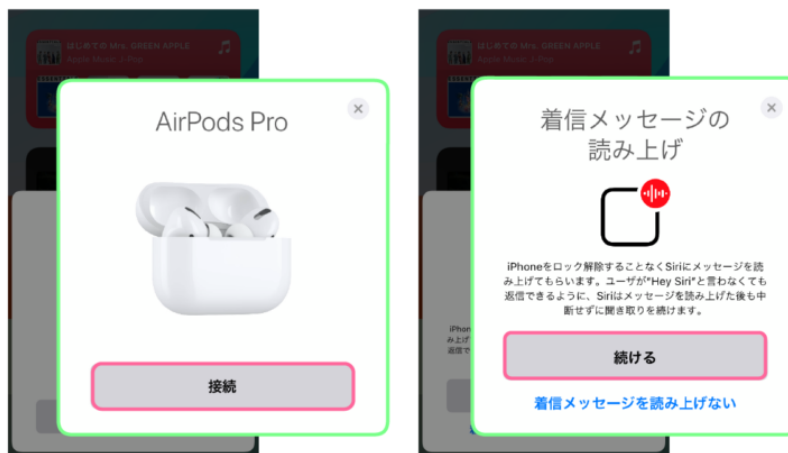 はじめての Mrs. GREEN APPLE
Apple Music J-Pop
AirPods Pro
接続
はじめての Mrs. GREEN APPLE
Apple Music J-Pop
着信メッセージの
読み上げ
iPhoneをロック解除することなくSiriにメッセージを読
み上げてもらいます。ユーザが"Hey Siri"と言わなくても
返信できるように、Siriはメッセージを読み上げた後も中
断せずに聞き取りを続けます。
iPhon
み上げ
返信で
続ける
着信メッセージを読み上げない